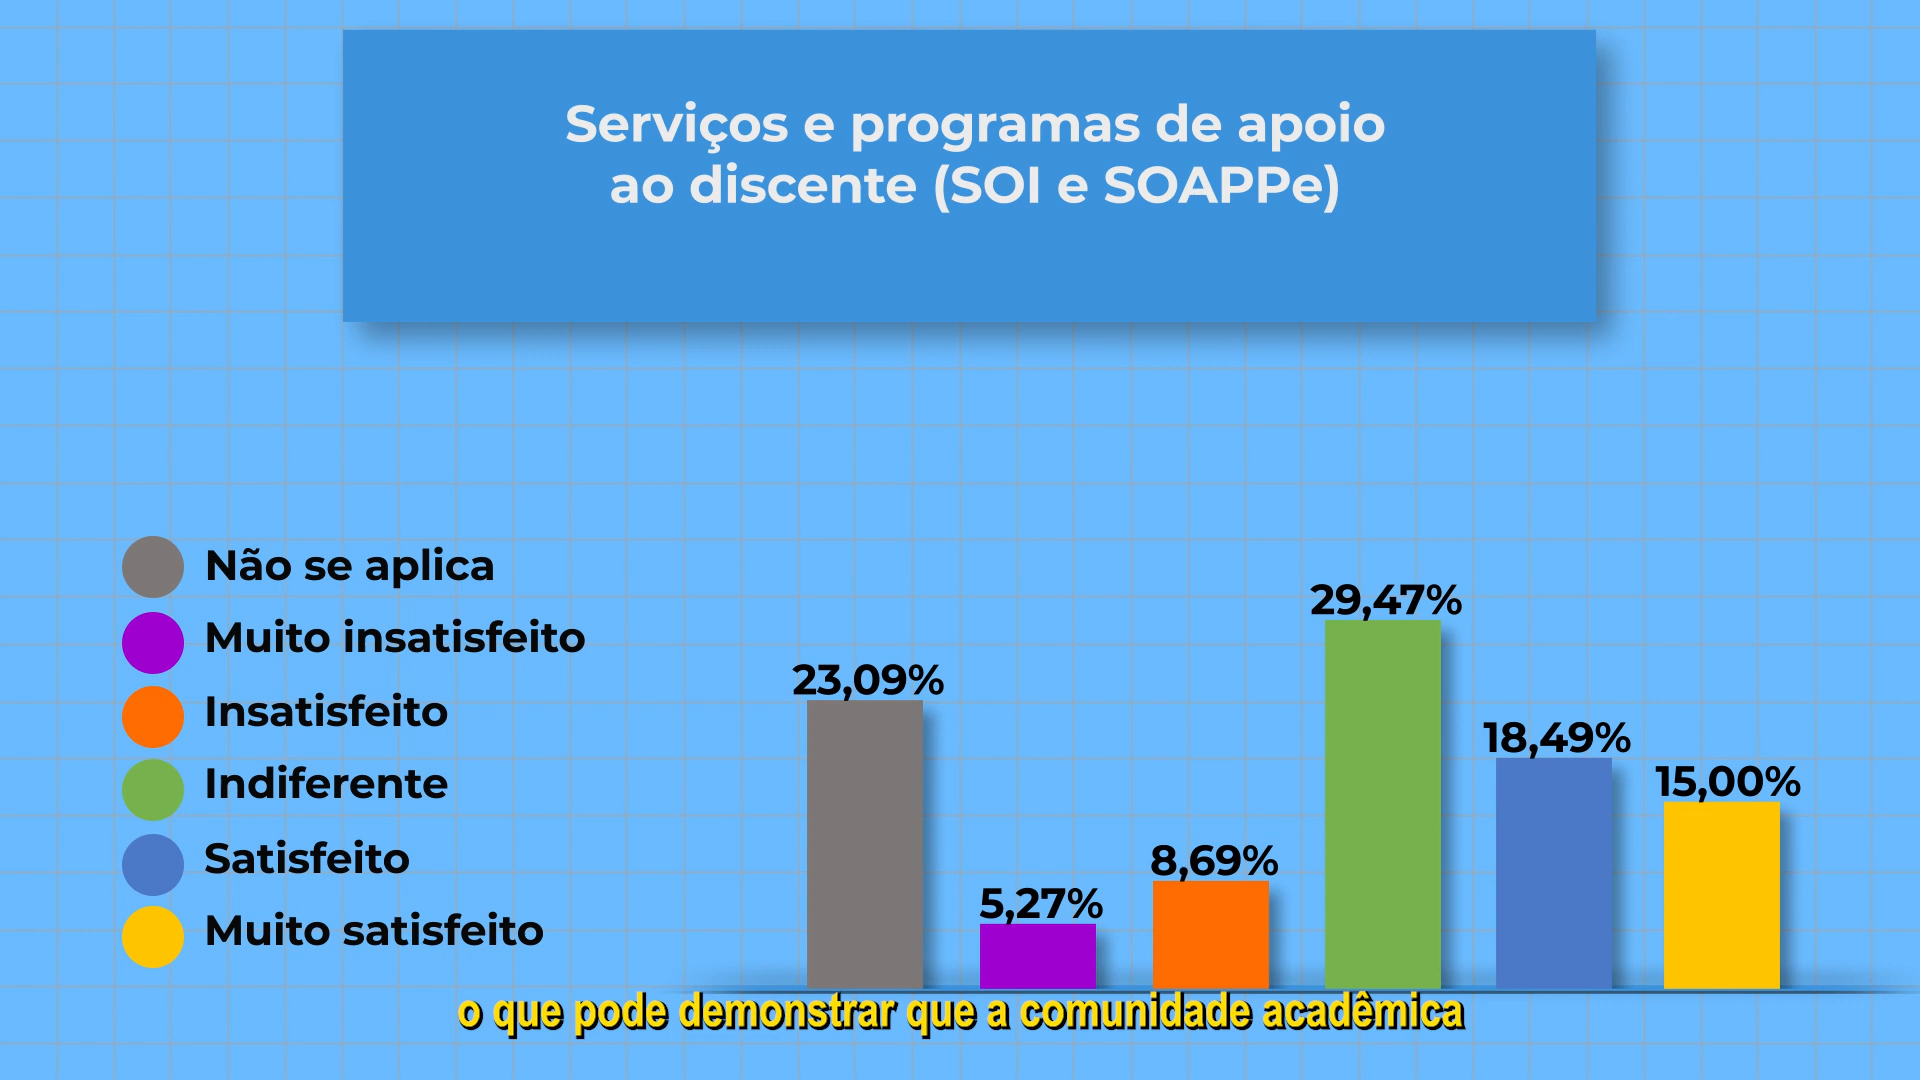 Serviços e programas de apoio
ao discente (SOI e SOAPPe)
Não se aplica
Muito insatisfeito
Insatisfeito
Indiferente
Satisfeito
Muito satisfeito
23,09%
5,27%
8,69%
29,47%
18,49%
15,00%
o que pode demonstrar que a comunidade acadêmica